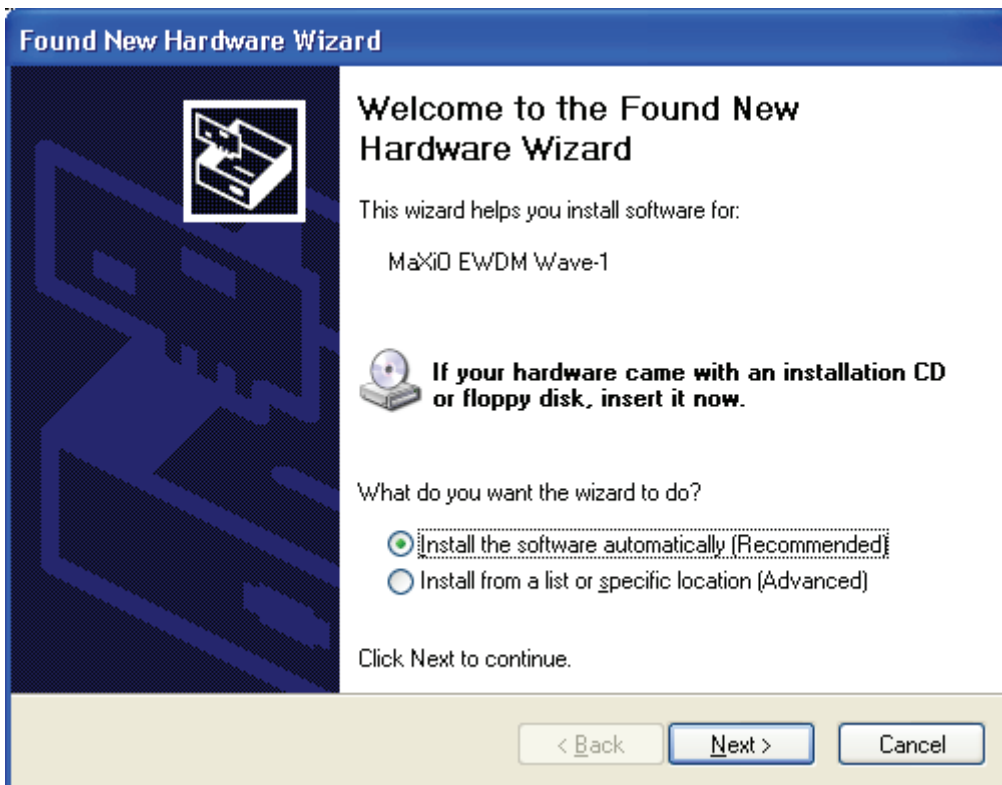 Found New Hardware Wizard
Welcome to the Found New
Hardware Wizard
This wizard helps you install software for:
MaXiO EWDM Wave-1
If your hardware came with an installation CD
or floppy disk, insert it now.
What do you want the wizard to do?
Install the software automatically (Recommended)
Install from a list or specific location (Advanced)
Click Next to continue.
< Back
Next >
Cancel